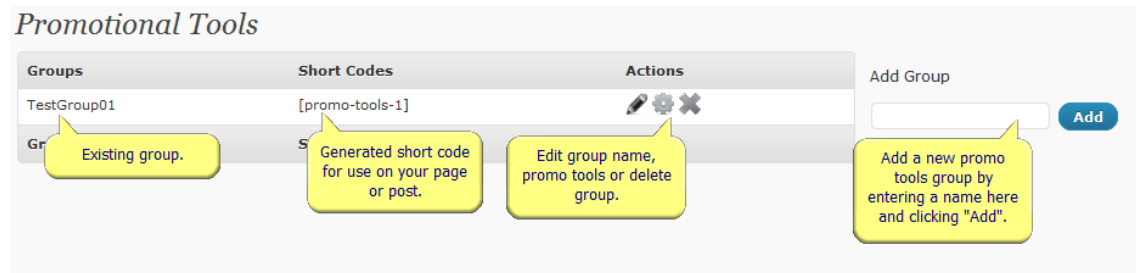 Promotional Tools
Groups Short Codes Actions
Add Group
TestGroup01 [promo-tools-1]
Add
Gr S
Existing group.
Generated short code
for use on your page
or post.
Edit group name,
promo tools or delete
group.
Add a new promo
tools group by
entering a name here
and clicking "Add".